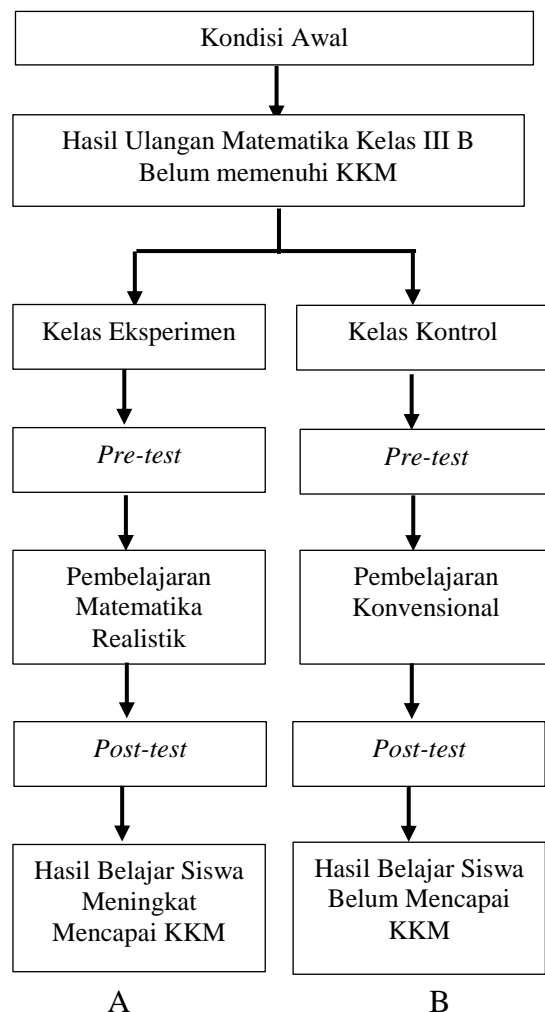 Kondisi Awal
Hasil Ulangan Matematika Kelas III B
Belum memenuhi KKM
Kelas Eksperimen
Kelas Kontrol
Pre-test
Pre-test
Pembelajaran
Matematika
Realistik
Pembelajaran
Konvensional
Post-test
Post-test
Hasil Belajar Siswa
Meningkat
Mencapai KKM
Hasil Belajar Siswa
Belum Mencapai
KKM
A
B